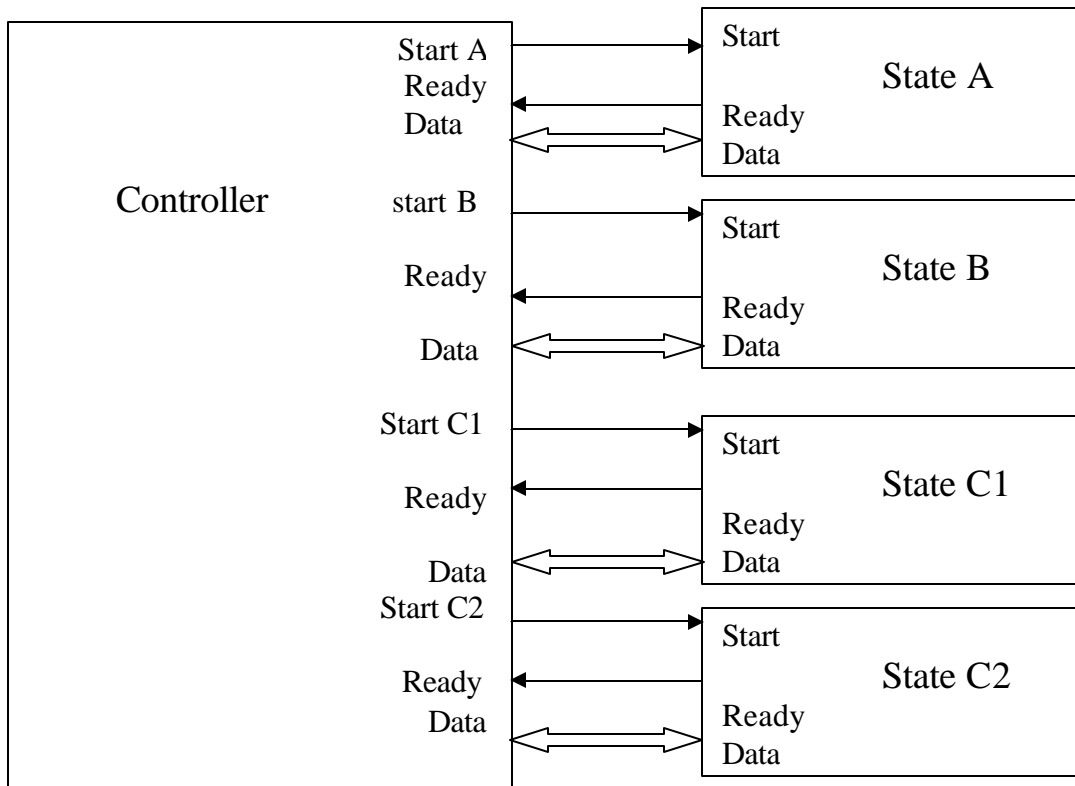 Start A
Ready
Data
Controller
start B
Ready
Data
Start C1
Ready
Data
Start C2
Ready
Data
Start
State A
Ready
Data
Start
State B
Ready
Data
Start
State C1
Ready
Data
Start
State C2
Ready
Data